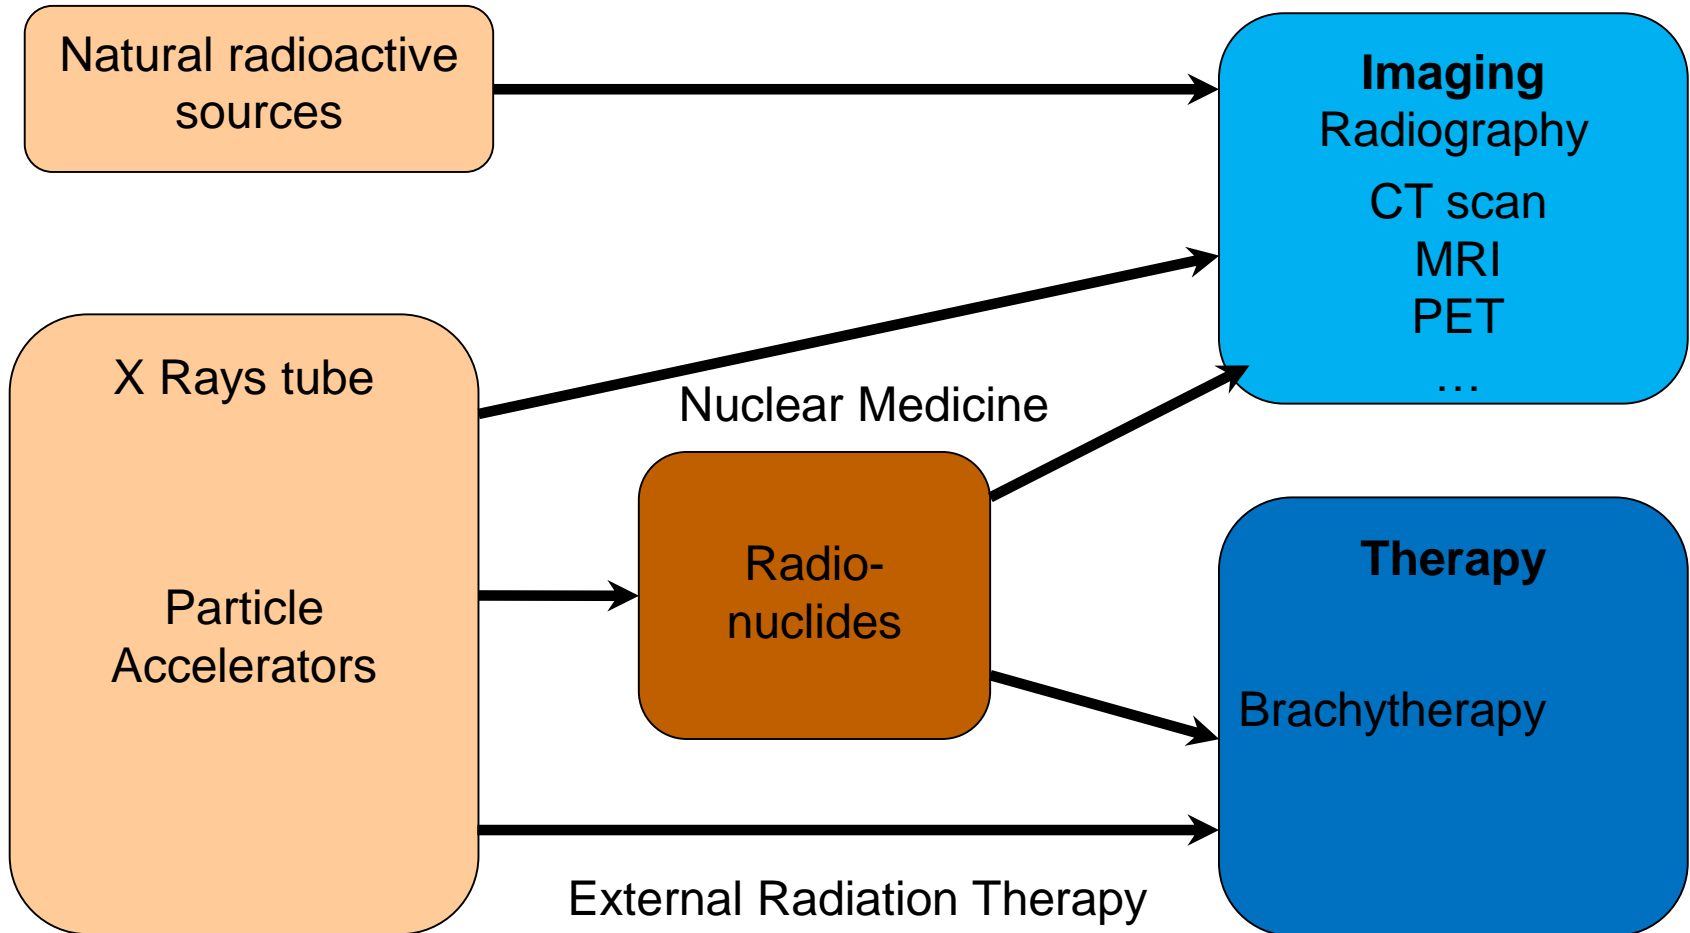 Natural radioactive
sources
Imaging
Radiography
CT scan
MRI
PET
…
X Rays tube
Particle
Accelerators
Nuclear Medicine
Radio-
nuclides
Therapy
Brachytherapy
External Radiation Therapy